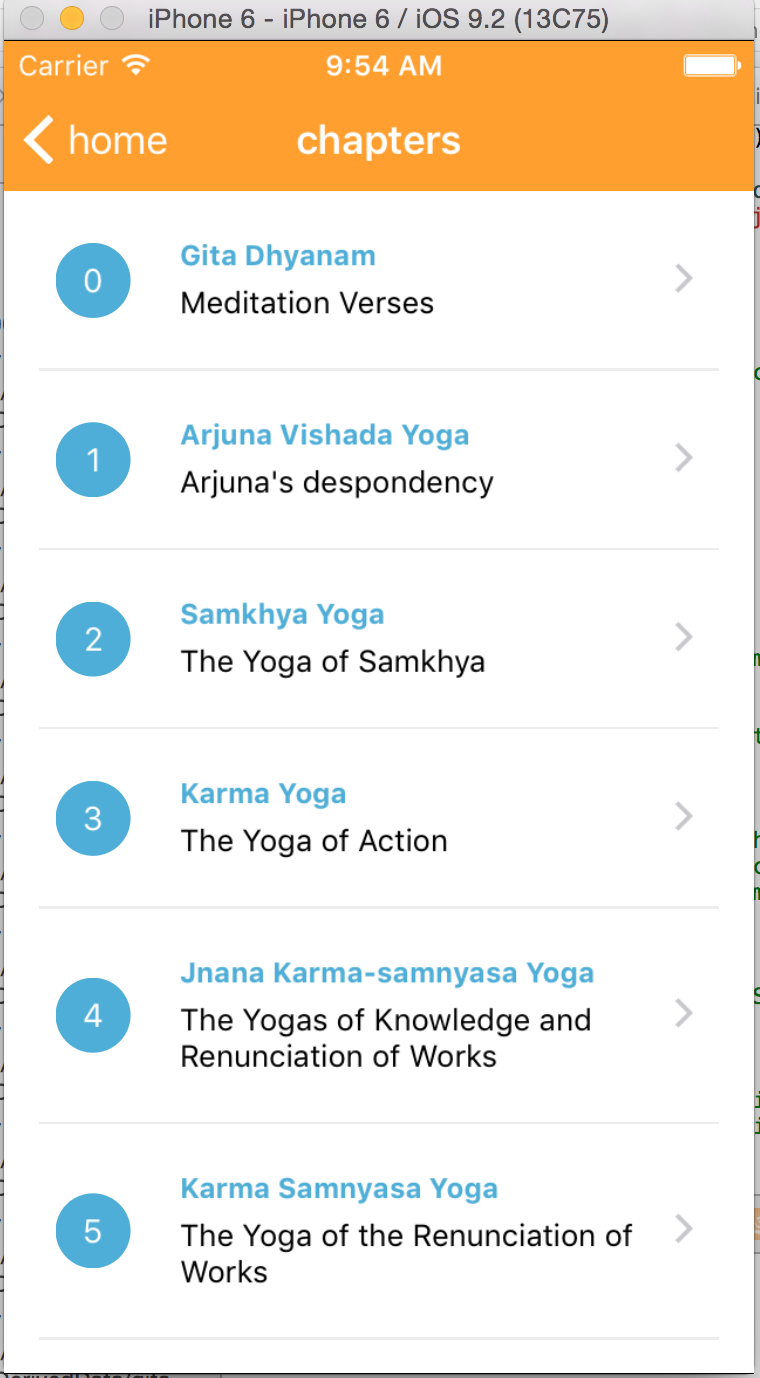 iPhone 6 - iPhone 6 / iOS 9.2 (13C75)
Carrier 9:54 AM
home chapters
0 Gita Dhyanam
Meditation Verses
1 Arjuna Vishada Yoga
Arjuna's despondency
2 Samkhya Yoga
The Yoga of Samkhya
3 Karma Yoga
The Yoga of Action
4 Jnana Karma-samnyasa Yoga
The Yogas of Knowledge and
Renunciation of Works
5 Karma Samnyasa Yoga
The Yoga of the Renunciation of
Works